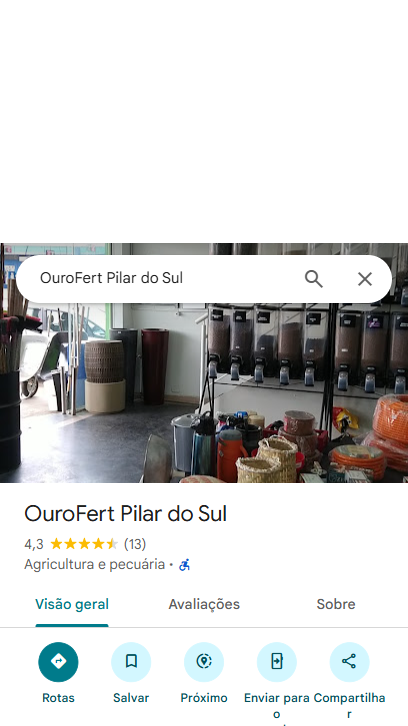 OuroFert Pilar do Sul
OuroFert Pilar do Sul
4,3 (13)
Agricultura e pecuária ·
Visão geral Avaliações Sobre
Rotas Salvar Próximo Enviar para Compartilha
o r